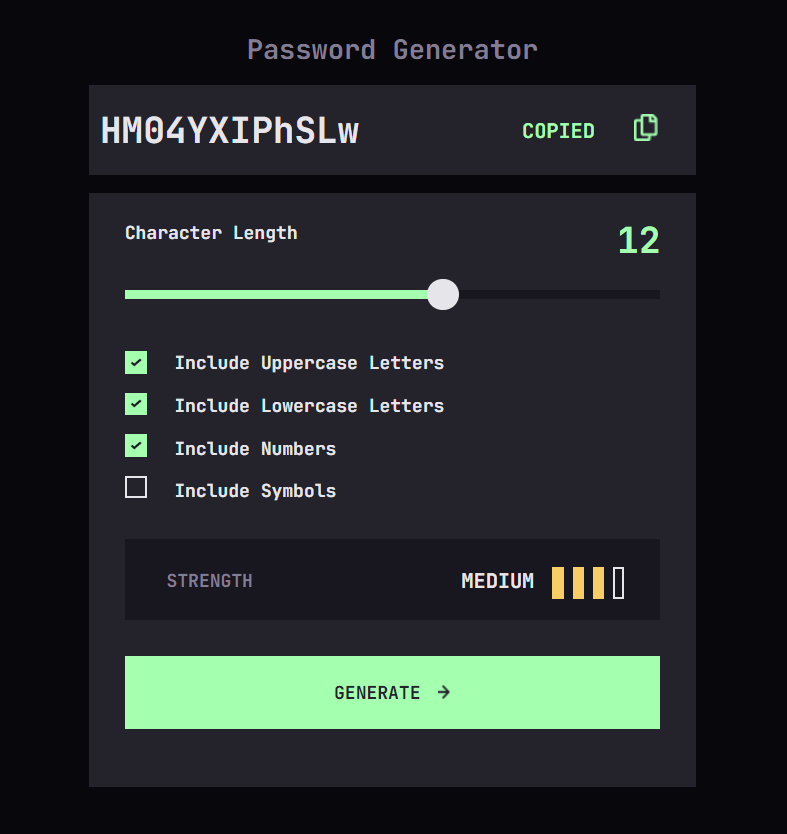 Password Generator
HM04YXIPhSLw COPIED
Character Length 12
Include Uppercase Letters
Include Lowercase Letters
Include Numbers
Include Symbols
STRENGTH MEDIUM
GENERATE →